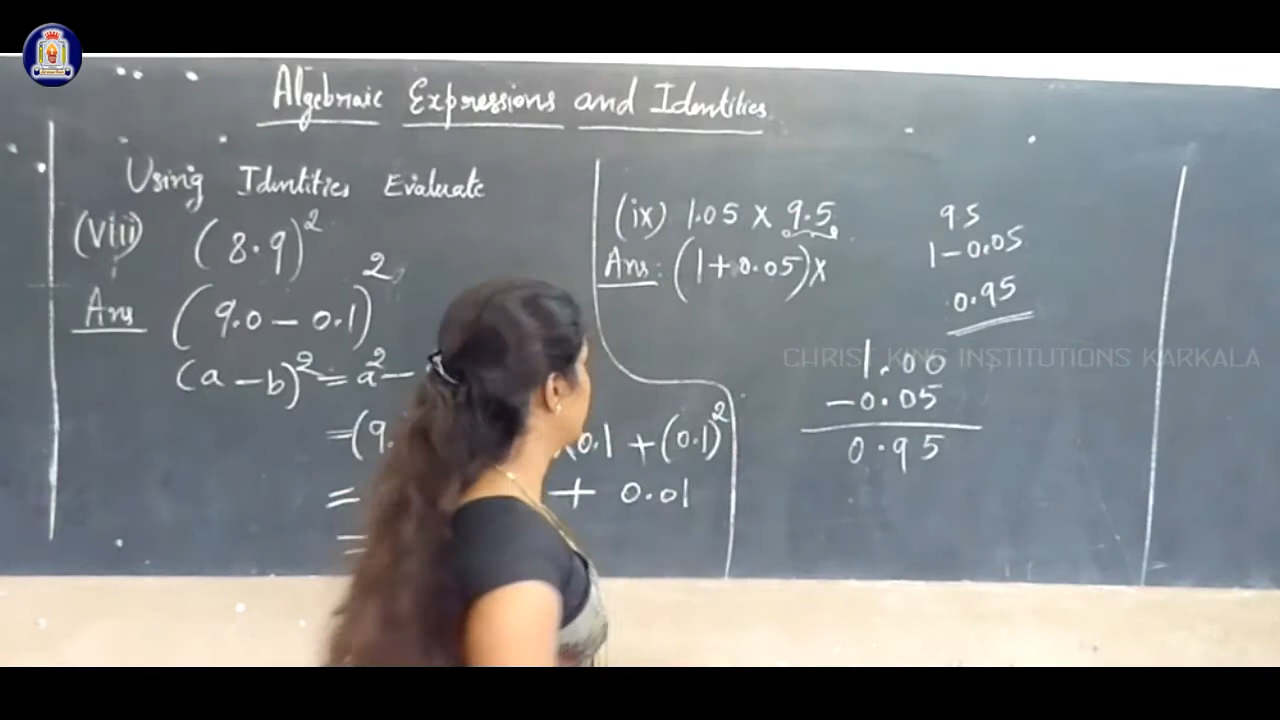 Algebraic Expressions and Identities
Using Identities Evaluate
(viii) (8.9)²
Ans (9.0 - 0.1)²
(a - b)² = a² -
= (9. 0.1 + (0.1)²
= + 0.01
=
(ix) 1.05 x 9.5
Ans: (1 + 0.05) x
95
1 - 0.05
0.95
1.00
- 0.05
0.95
CHRIST KING INSTITUTIONS KARKALA